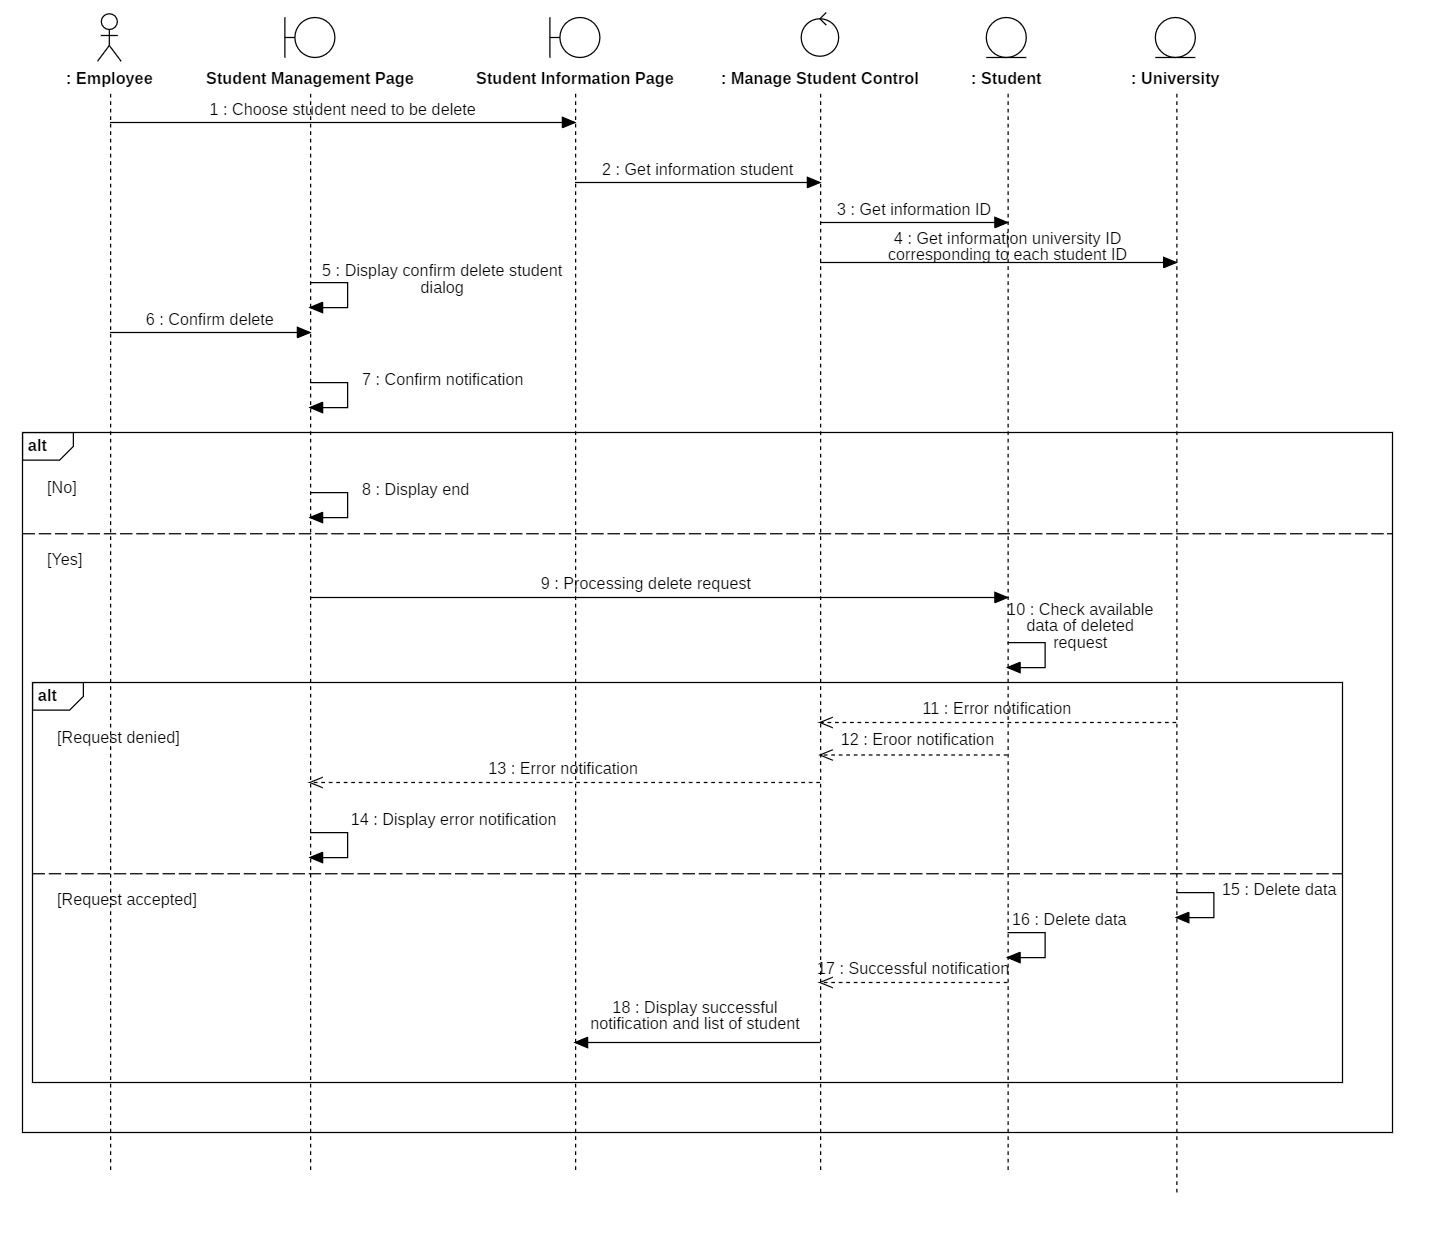 : Employee
Student Management Page
Student Information Page
: Manage Student Control
: Student
: University
1 : Choose student need to be delete
2 : Get information student
3 : Get information ID
4 : Get information university ID
corresponding to each student ID
5 : Display confirm delete student
dialog
6 : Confirm delete
7 : Confirm notification
alt
[No]
8 : Display end
[Yes]
9 : Processing delete request
10 : Check available
data of deleted
request
alt
[Request denied]
11 : Error notification
12 : Eroor notification
13 : Error notification
14 : Display error notification
[Request accepted]
15 : Delete data
16 : Delete data
17 : Successful notification
18 : Display successful
notification and list of student